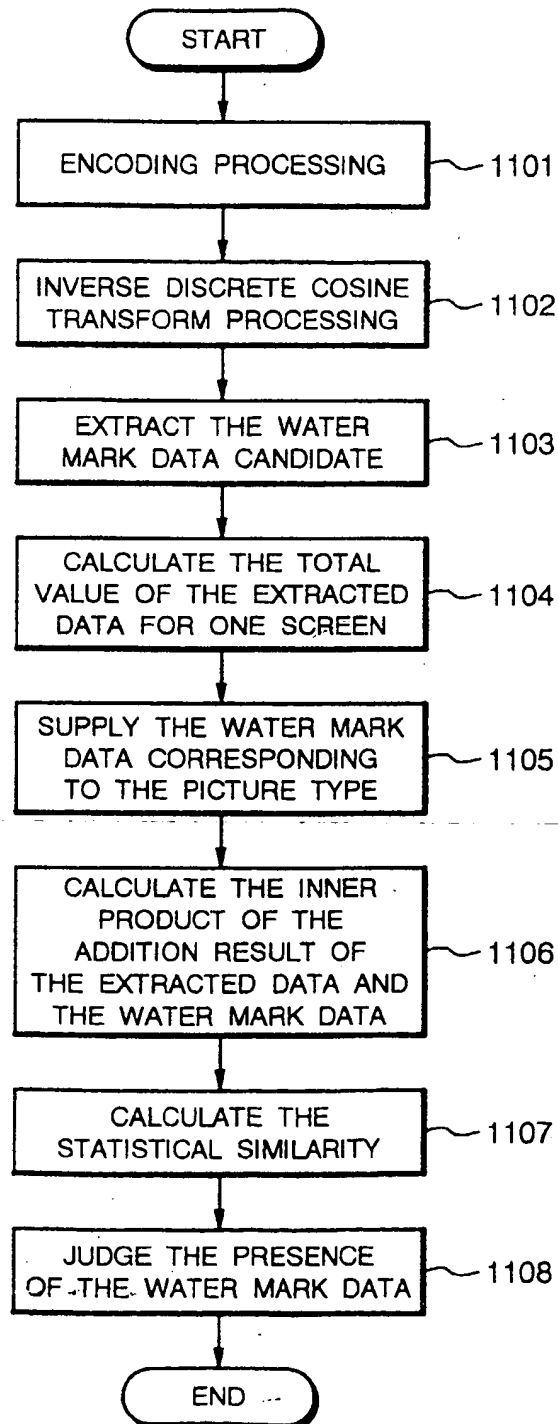 START
ENCODING PROCESSING
1101
INVERSE DISCRETE COSINE
TRANSFORM PROCESSING
1102
EXTRACT THE WATER
MARK DATA CANDIDATE
1103
CALCULATE THE TOTAL
VALUE OF THE EXTRACTED
DATA FOR ONE SCREEN
1104
SUPPLY THE WATER MARK
DATA CORRESPONDING
TO THE PICTURE TYPE
1105
CALCULATE THE INNER
PRODUCT OF THE
ADDITION RESULT OF
THE EXTRACTED DATA AND
THE WATER MARK DATA
1106
CALCULATE THE
STATISTICAL SIMILARITY
1107
JUDGE THE PRESENCE
OF THE WATER MARK DATA
1108
END